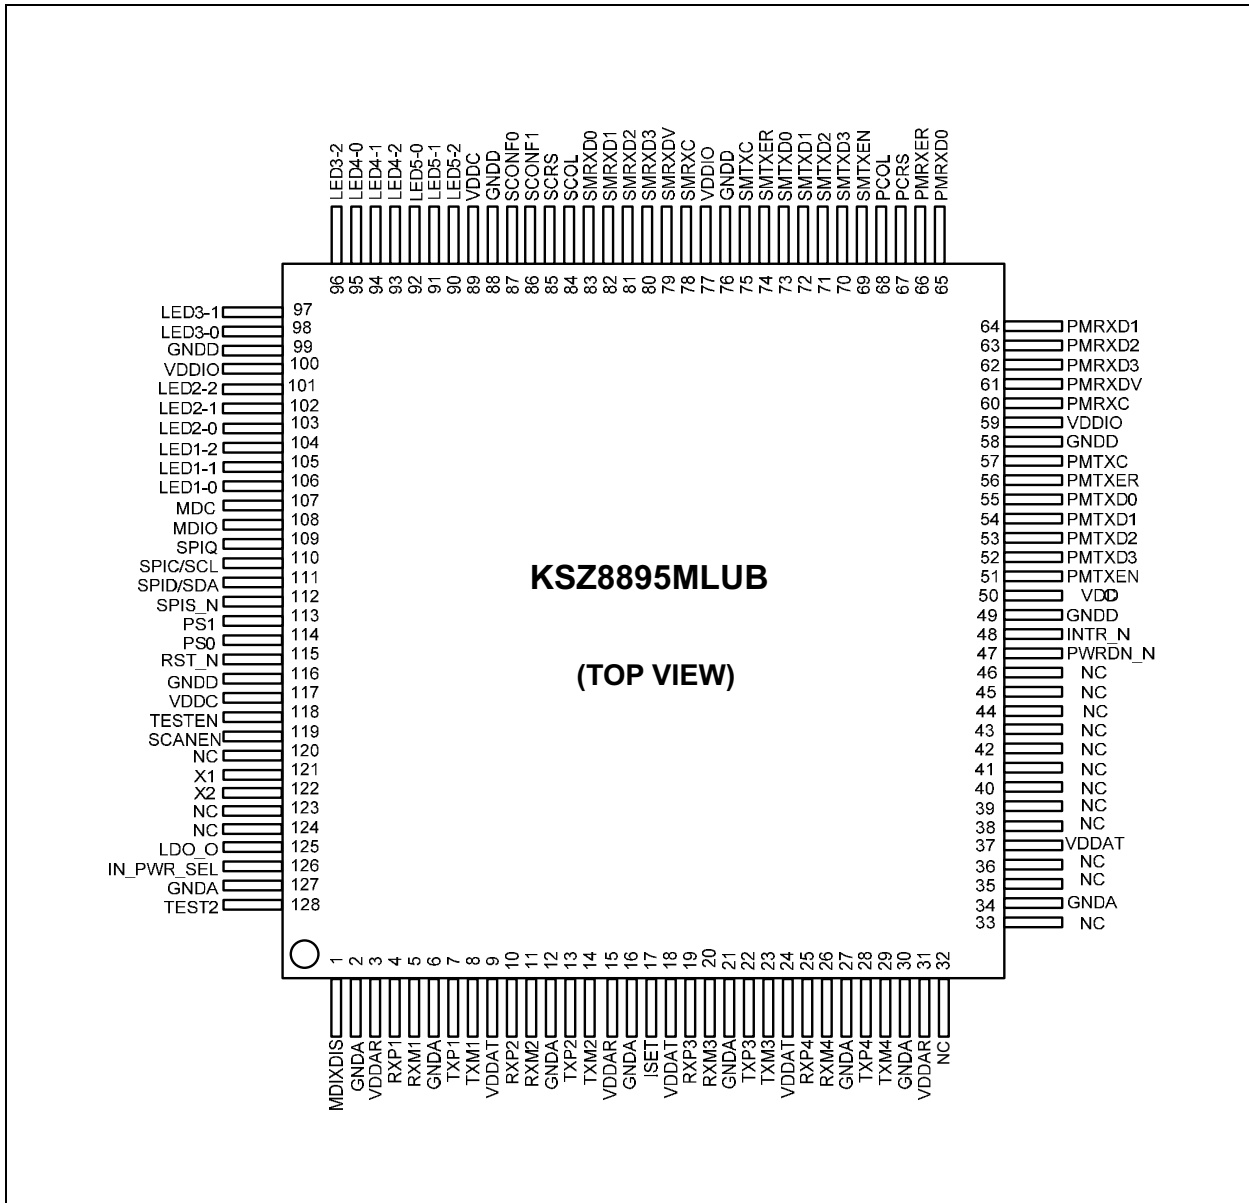 LED3-2
LED4-0
LED4-1
LED4-2
LED5-0
LED5-1
LED5-2
VDDC
GNDD
SCONF0
SCONF1
SCRS
SCOL
SMRXD0
SMRXD1
SMRXD2
SMRXD3
SMRXDV
SMRXC
VDDIO
GNDD
SMTXC
SMTXER
SMTXD0
SMTXD1
SMTXD2
SMTXD3
SMTXEN
PCOL
PCRS
PMRXER
PMRXD0
96
95
94
93
92
91
90
89
88
87
86
85
84
83
82
81
80
79
78
77
76
75
74
73
72
71
70
69
68
67
66
65
LED3-1 97
LED3-0 98
GNDD 99
VDDIO 100
LED2-2 101
LED2-1 102
LED2-0 103
LED1-2 104
LED1-1 105
LED1-0 106
MDC 107
MDIO 108
SPIQ 109
SPIC/SCL 110
SPID/SDA 111
SPIS_N 112
PS1 113
PS0 114
RST_N 115
GNDD 116
VDDC 117
TESTEN 118
SCANEN 119
NC 120
X1 121
X2 122
NC 123
NC 124
LDO_O 125
IN_PWR_SEL 126
GNDA 127
TEST2 128
KSZ8895MLUB
(TOP VIEW)
64 PMRXD1
63 PMRXD2
62 PMRXD3
61 PMRXDV
60 PMRXC
59 VDDIO
58 GNDD
57 PMTXC
56 PMTXER
55 PMTXD0
54 PMTXD1
53 PMTXD2
52 PMTXD3
51 PMTXEN
50 VDDC
49 GNDD
48 INTR_N
47 PWRDN_N
46 NC
45 NC
44 NC
43 NC
42 NC
41 NC
40 NC
39 NC
38 NC
37 VDDAT
36 NC
35 NC
34 GNDA
33 NC
1
2
3
4
5
6
7
8
9
10
11
12
13
14
15
16
17
18
19
20
21
22
23
24
25
26
27
28
29
30
31
32
MDIXDIS
GNDA
VDDAR
RXP1
RXM1
GNDA
TXP1
TXM1
VDDAT
RXP2
RXM2
GNDA
TXP2
TXM2
VDDAR
GNDA
ISET
VDDAT
RXP3
RXM3
GNDA
TXP3
TXM3
VDDAT
RXP4
RXM4
GNDA
TXP4
TXM4
GNDA
VDDAR
NC